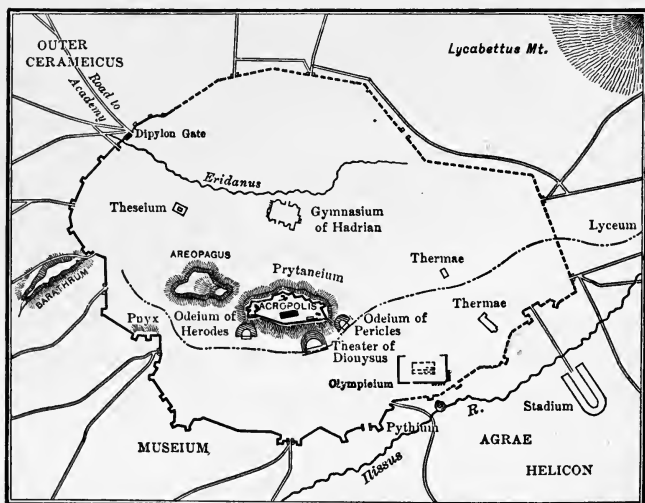 OUTER
CERAMEICUS
Lycabettus Mt.
Road to
Academy
Dipylon Gate
Eridanus
Theseium
Gymnasium
of Hadrian
Lyceum
AREOPAGUS
Prytaneium
Thermae
BARATHRUM
ACROPOLIS
Pnyx
Odeium of
Herodes
Odeium of
Pericles
Thermae
Theater of
Dionysus
Olympieium
Stadium
Pythium
R.
MUSEIUM
Ilissus
AGRAE
HELICON